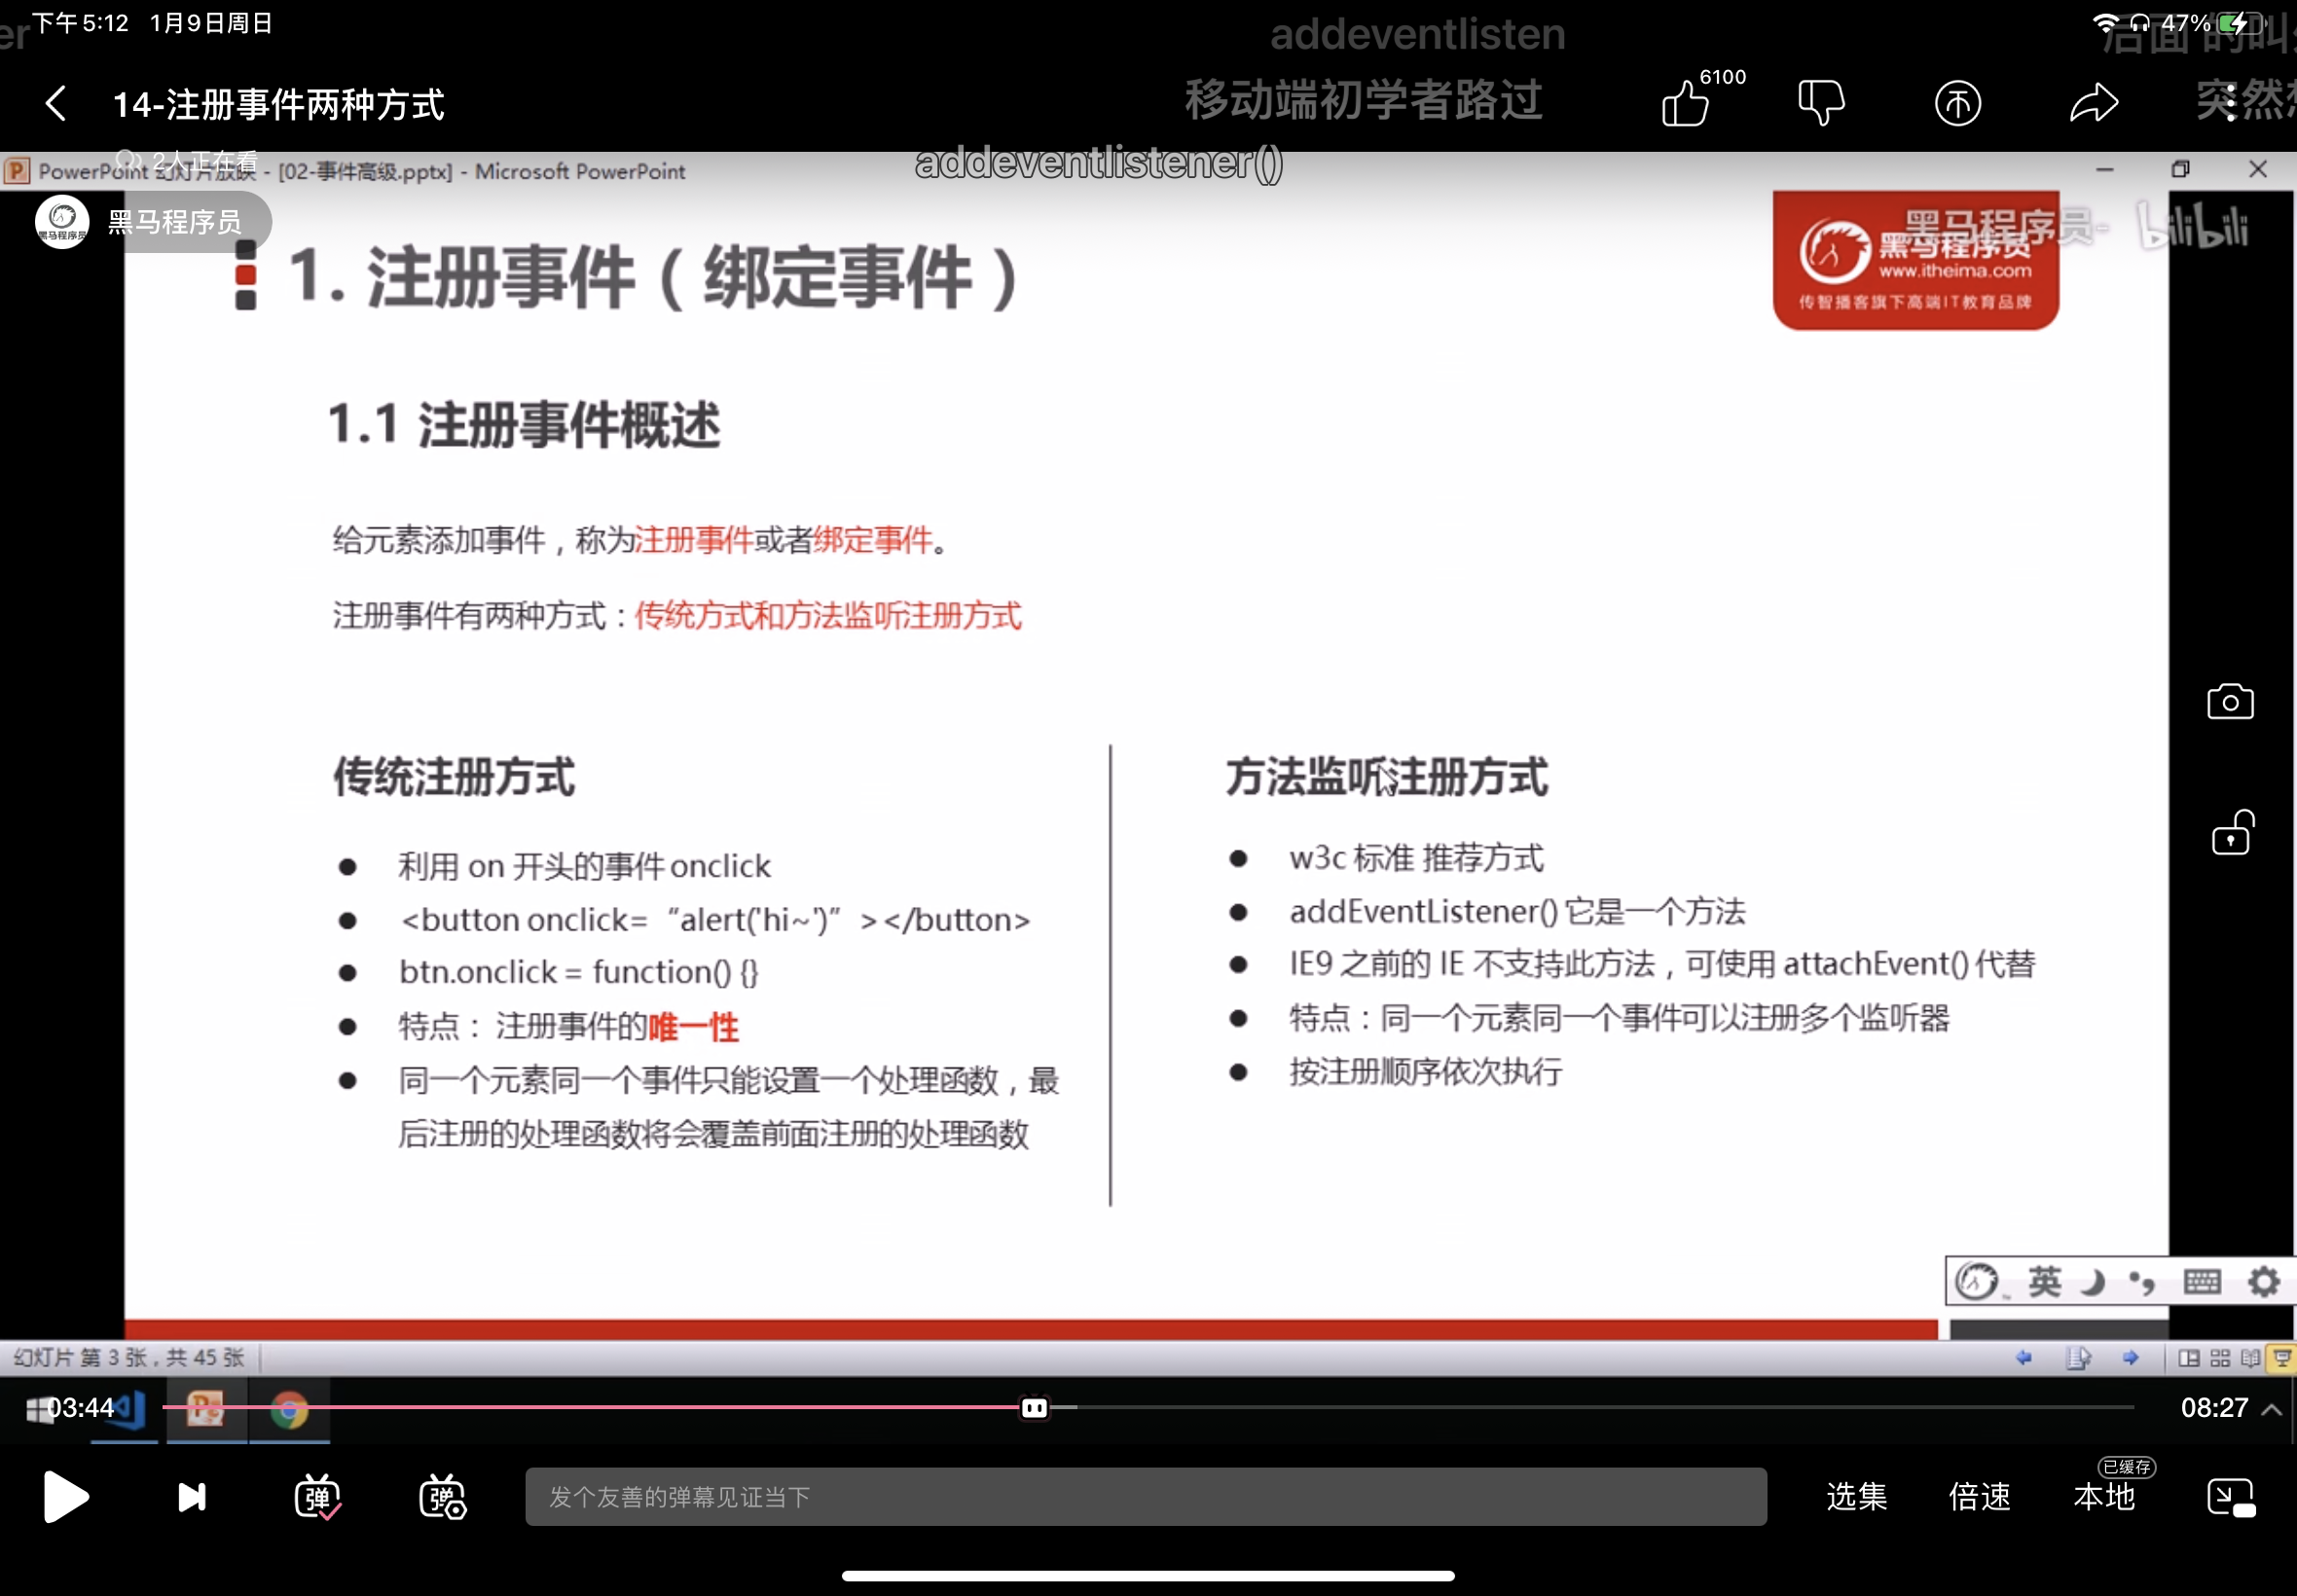 下午5:12 1月9日周日
addeventlisten
47%
后面 的叫
er
14-注册事件两种方式
移动端初学者路过
6100
突然
2人正在看
addeventlistener()
PowerPoint 幻灯片放映 - [02-事件高级.pptx] - Microsoft PowerPoint
黑马程序员
黑马程序员
黑马程序员-
bilibili
黑马程序员
www.itheima.com
传智播客旗下高端IT教育品牌
1. 注册事件（绑定事件）
1.1 注册事件概述
给元素添加事件，称为注册事件或者绑定事件。
注册事件有两种方式：传统方式和方法监听注册方式
传统注册方式
利用 on 开头的事件 onclick
<button onclick= “alert('hi~')” ></button>
btn.onclick = function() {}
特点： 注册事件的唯一性
同一个元素同一个事件只能设置一个处理函数，最
后注册的处理函数将会覆盖前面注册的处理函数
方法监听注册方式
w3c 标准 推荐方式
addEventListener() 它是一个方法
IE9 之前的 IE 不支持此方法，可使用 attachEvent() 代替
特点：同一个元素同一个事件可以注册多个监听器
按注册顺序依次执行
英
幻灯片 第 3 张，共 45 张
03:44
08:27
弹
弹
发个友善的弹幕见证当下
选集
倍速
已缓存
本地